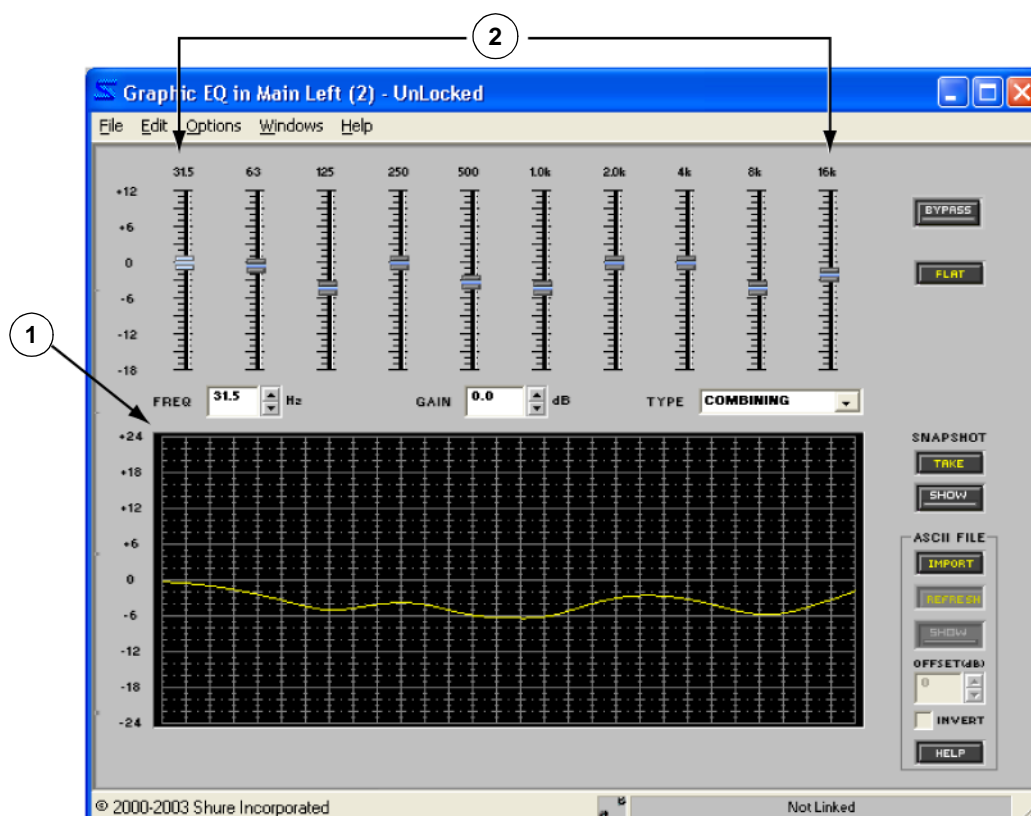 2
Graphic EQ in Main Left (2) - UnLocked
File Edit Options Windows Help
31.5 63 125 250 500 1.0k 2.0k 4k 8k 16k
+12
+6
0
-6
-12
-18
BYPASS
FLAT
1
FREQ 31.5 Hz GAIN 0.0 dB TYPE COMBINING
+24
+18
+12
+6
0
-6
-12
-18
-24
SNAPSHOT
TAKE
SHOW
ASCII FILE
IMPORT
REFRESH
SHOW
OFFSET(dB)
0
INVERT
HELP
© 2000-2003 Shure Incorporated Not Linked